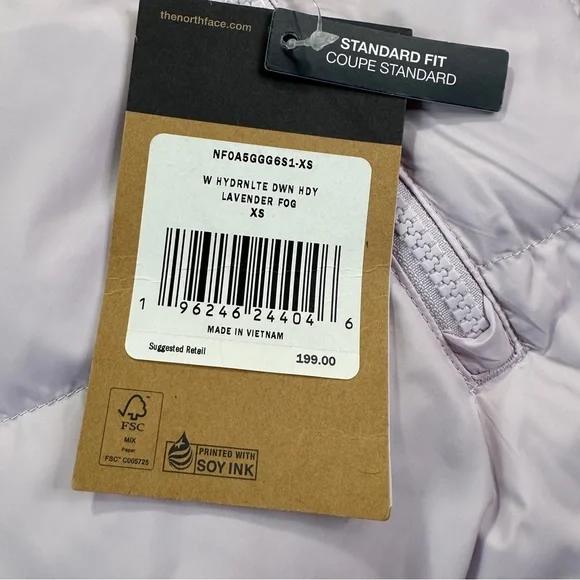 thenorthface.com
STANDARD FIT
COUPE STANDARD
NF0A5GGG6S1-XS
W HYDRNLTE DWN HDY
LAVENDER FOG
XS
1 96246 24404 6
MADE IN VIETNAM
Suggested Retail 199.00
FSC
MIX
Paper
FSC™ C005725
PRINTED WITH
SOY INK